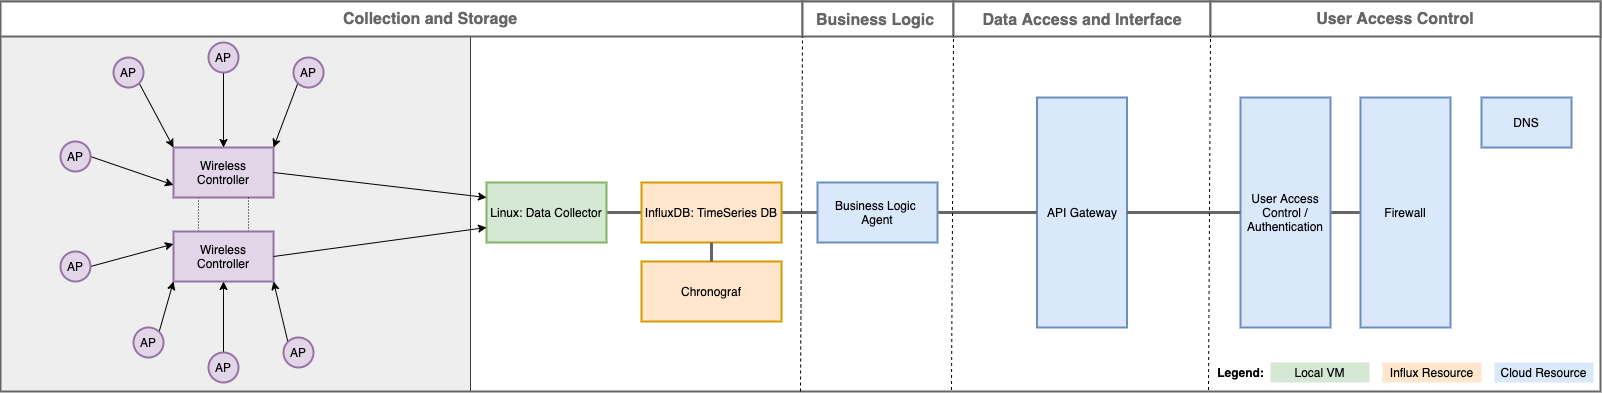 Collection and Storage
Business Logic
Data Access and Interface
User Access Control
AP
AP
AP
AP
Wireless
Controller
Wireless
Controller
AP
AP
AP
AP
Linux: Data Collector
InfluxDB: TimeSeries DB
Chronograf
Business Logic
Agent
API Gateway
User Access
Control /
Authentication
Firewall
DNS
Legend:
Local VM
Influx Resource
Cloud Resource